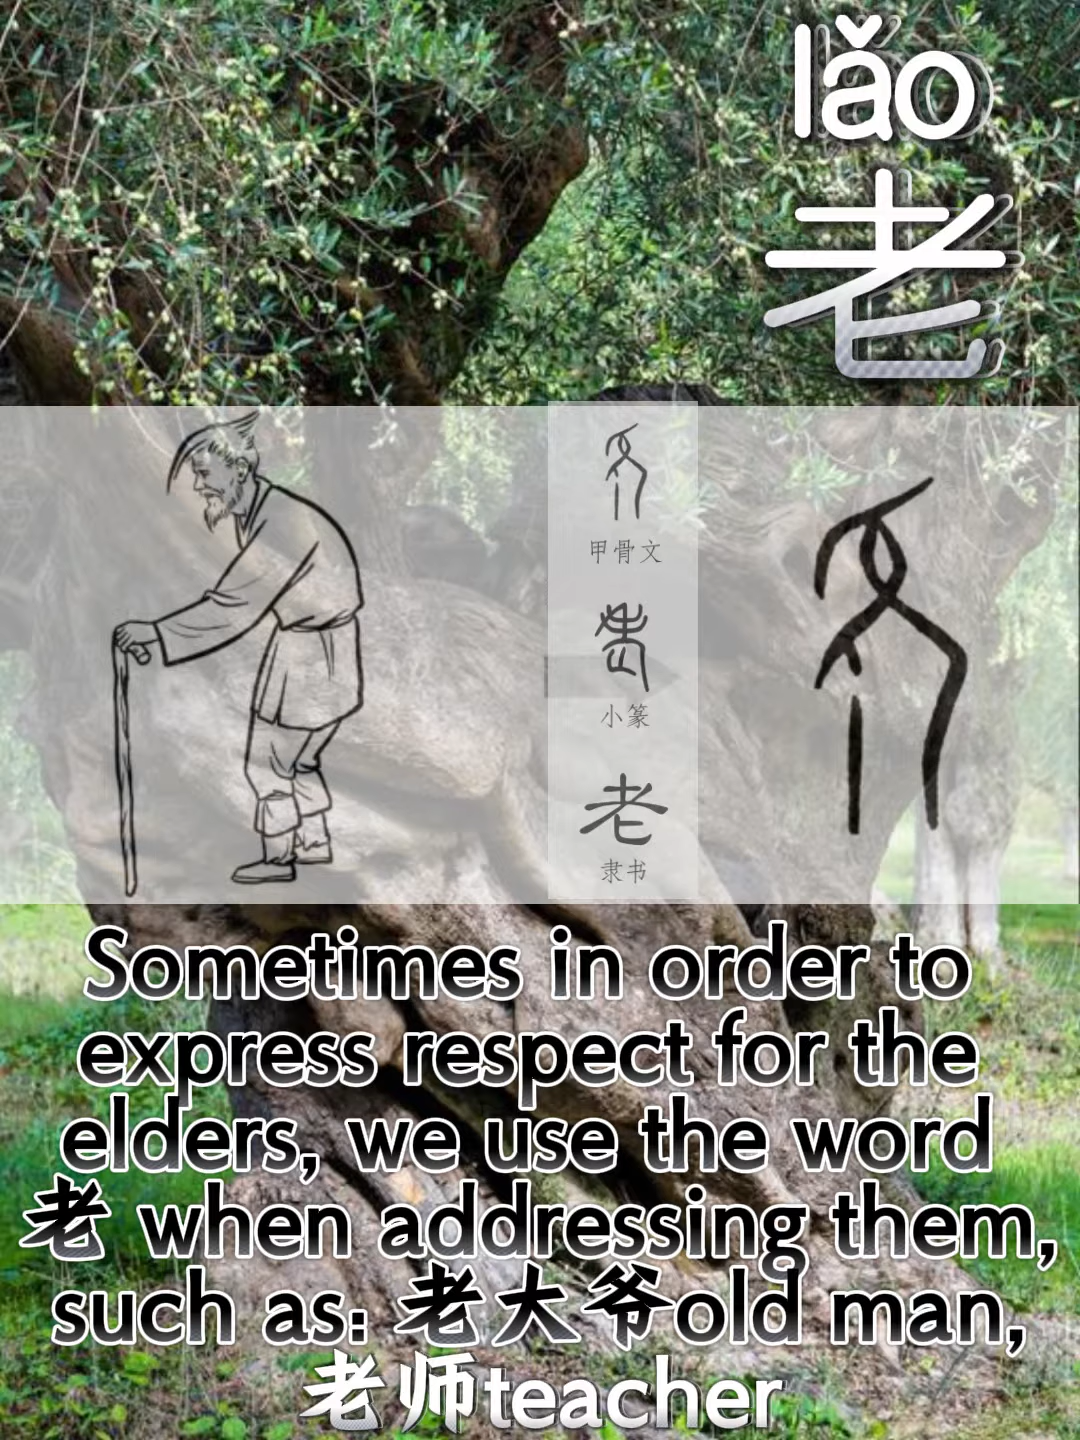 lǎo
老
甲骨文
小篆
老
隶书
Sometimes in order to
express respect for the
elders, we use the word
老 when addressing them,
such as: 老大爷old man,
老师teacher